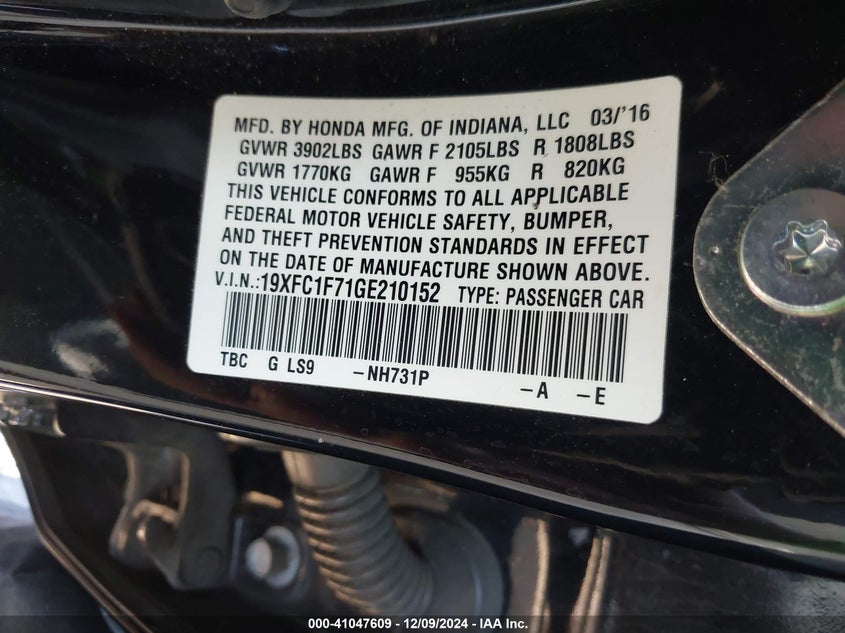 MFD. BY HONDA MFG. OF INDIANA, LLC 03/'16
GVWR 3902LBS GAWR F 2105LBS R 1808LBS
GVWR 1770KG GAWR F 955KG R 820KG
THIS VEHICLE CONFORMS TO ALL APPLICABLE
FEDERAL MOTOR VEHICLE SAFETY, BUMPER,
AND THEFT PREVENTION STANDARDS IN EFFECT
ON THE DATE OF MANUFACTURE SHOWN ABOVE.
V.I.N.:19XFC1F71GE210152 TYPE: PASSENGER CAR
TBC G LS9 -NH731P -A -E
000-41047609 - 12/09/2024 - IAA Inc.